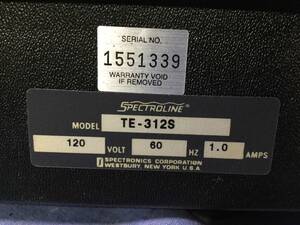 SERIAL NO.
1551339
WARRANTY VOID
IF REMOVED
SPECTROLINE®
MODEL TE-312S
120 VOLT 60 HZ 1.0 AMPS
SPECTRONICS CORPORATION
WESTBURY, NEW YORK U.S.A